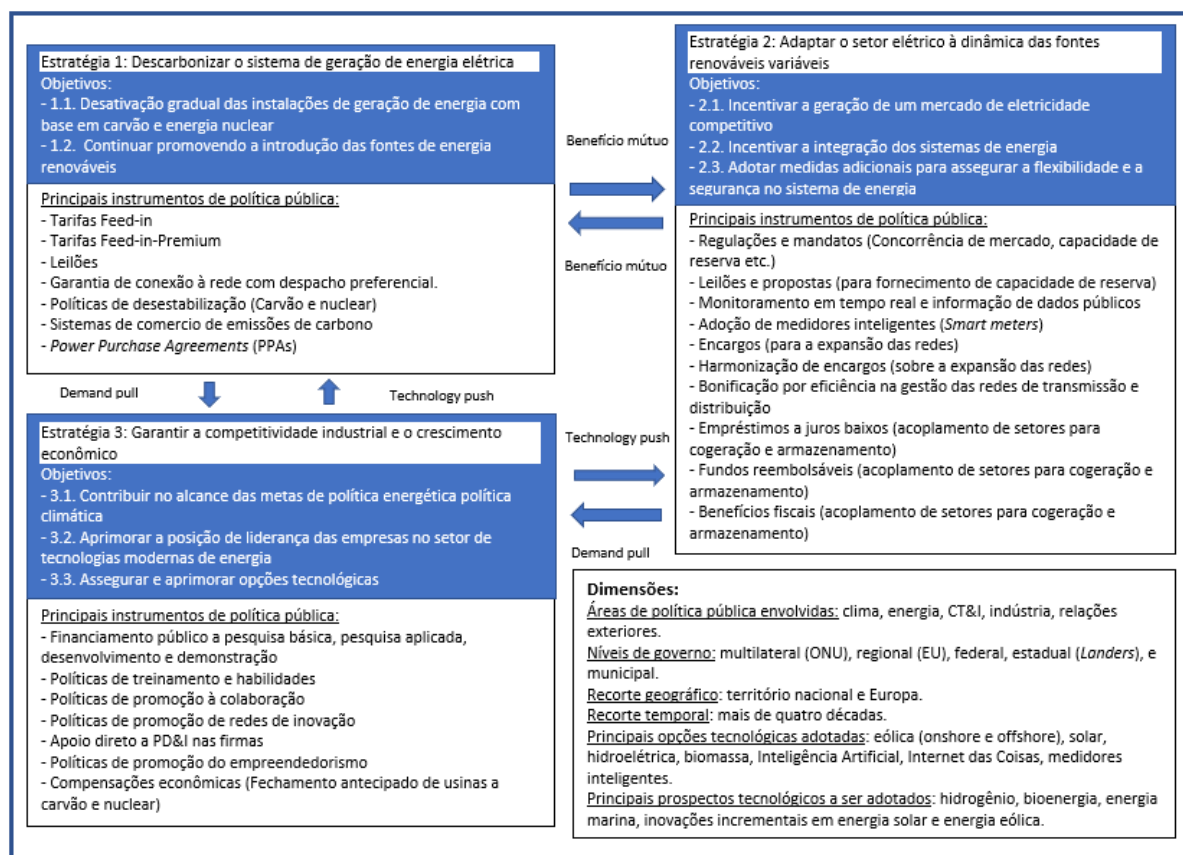 Estratégia 1: Descarbonizar o sistema de geração de energia elétrica
Objetivos:
- 1.1. Desativação gradual das instalações de geração de energia com
base em carvão e energia nuclear
- 1.2. Continuar promovendo a introdução das fontes de energia
renováveis
Principais instrumentos de política pública:
- Tarifas Feed-in
- Tarifas Feed-in-Premium
- Leilões
- Garantia de conexão à rede com despacho preferencial.
- Políticas de desestabilização (Carvão e nuclear)
- Sistemas de comercio de emissões de carbono
- Power Purchase Agreements (PPAs)
Benefício mútuo
Benefício mútuo
Estratégia 2: Adaptar o setor elétrico à dinâmica das fontes
renováveis variáveis
Objetivos:
- 2.1. Incentivar a geração de um mercado de eletricidade
competitivo
- 2.2. Incentivar a integração dos sistemas de energia
- 2.3. Adotar medidas adicionais para assegurar a flexibilidade e a
segurança no sistema de energia
Principais instrumentos de política pública:
- Regulações e mandatos (Concorrência de mercado, capacidade de
reserva etc.)
- Leilões e propostas (para fornecimento de capacidade de reserva)
- Monitoramento em tempo real e informação de dados públicos
- Adoção de medidores inteligentes (Smart meters)
- Encargos (para a expansão das redes)
- Harmonização de encargos (sobre a expansão das redes)
- Bonificação por eficiência na gestão das redes de transmissão e
distribuição
- Empréstimos a juros baixos (acoplamento de setores para
cogeração e armazenamento)
- Fundos reembolsáveis (acoplamento de setores para cogeração e
armazenamento)
- Benefícios fiscais (acoplamento de setores para cogeração e
armazenamento)
Demand pull
Technology push
Estratégia 3: Garantir a competitividade industrial e o crescimento
econômico
Objetivos:
- 3.1. Contribuir no alcance das metas de política energética política
climática
- 3.2. Aprimorar a posição de liderança das empresas no setor de
tecnologias modernas de energia
- 3.3. Assegurar e aprimorar opções tecnológicas
Principais instrumentos de política pública:
- Financiamento público a pesquisa básica, pesquisa aplicada,
desenvolvimento e demonstração
- Políticas de treinamento e habilidades
- Políticas de promoção à colaboração
- Políticas de promoção de redes de inovação
- Apoio direto a PD&I nas firmas
- Políticas de promoção do empreendedorismo
- Compensações econômicas (Fechamento antecipado de usinas a
carvão e nuclear)
Technology push
Demand pull
Dimensões:
Áreas de política pública envolvidas: clima, energia, CT&I, indústria, relações
exteriores.
Níveis de governo: multilateral (ONU), regional (EU), federal, estadual (Landers), e
municipal.
Recorte geográfico: território nacional e Europa.
Recorte temporal: mais de quatro décadas.
Principais opções tecnológicas adotadas: eólica (onshore e offshore), solar,
hidroelétrica, biomassa, Inteligência Artificial, Internet das Coisas, medidores
inteligentes.
Principais prospectos tecnológicos a ser adotados: hidrogênio, bioenergia, energia
marina, inovações incrementais em energia solar e energia eólica.